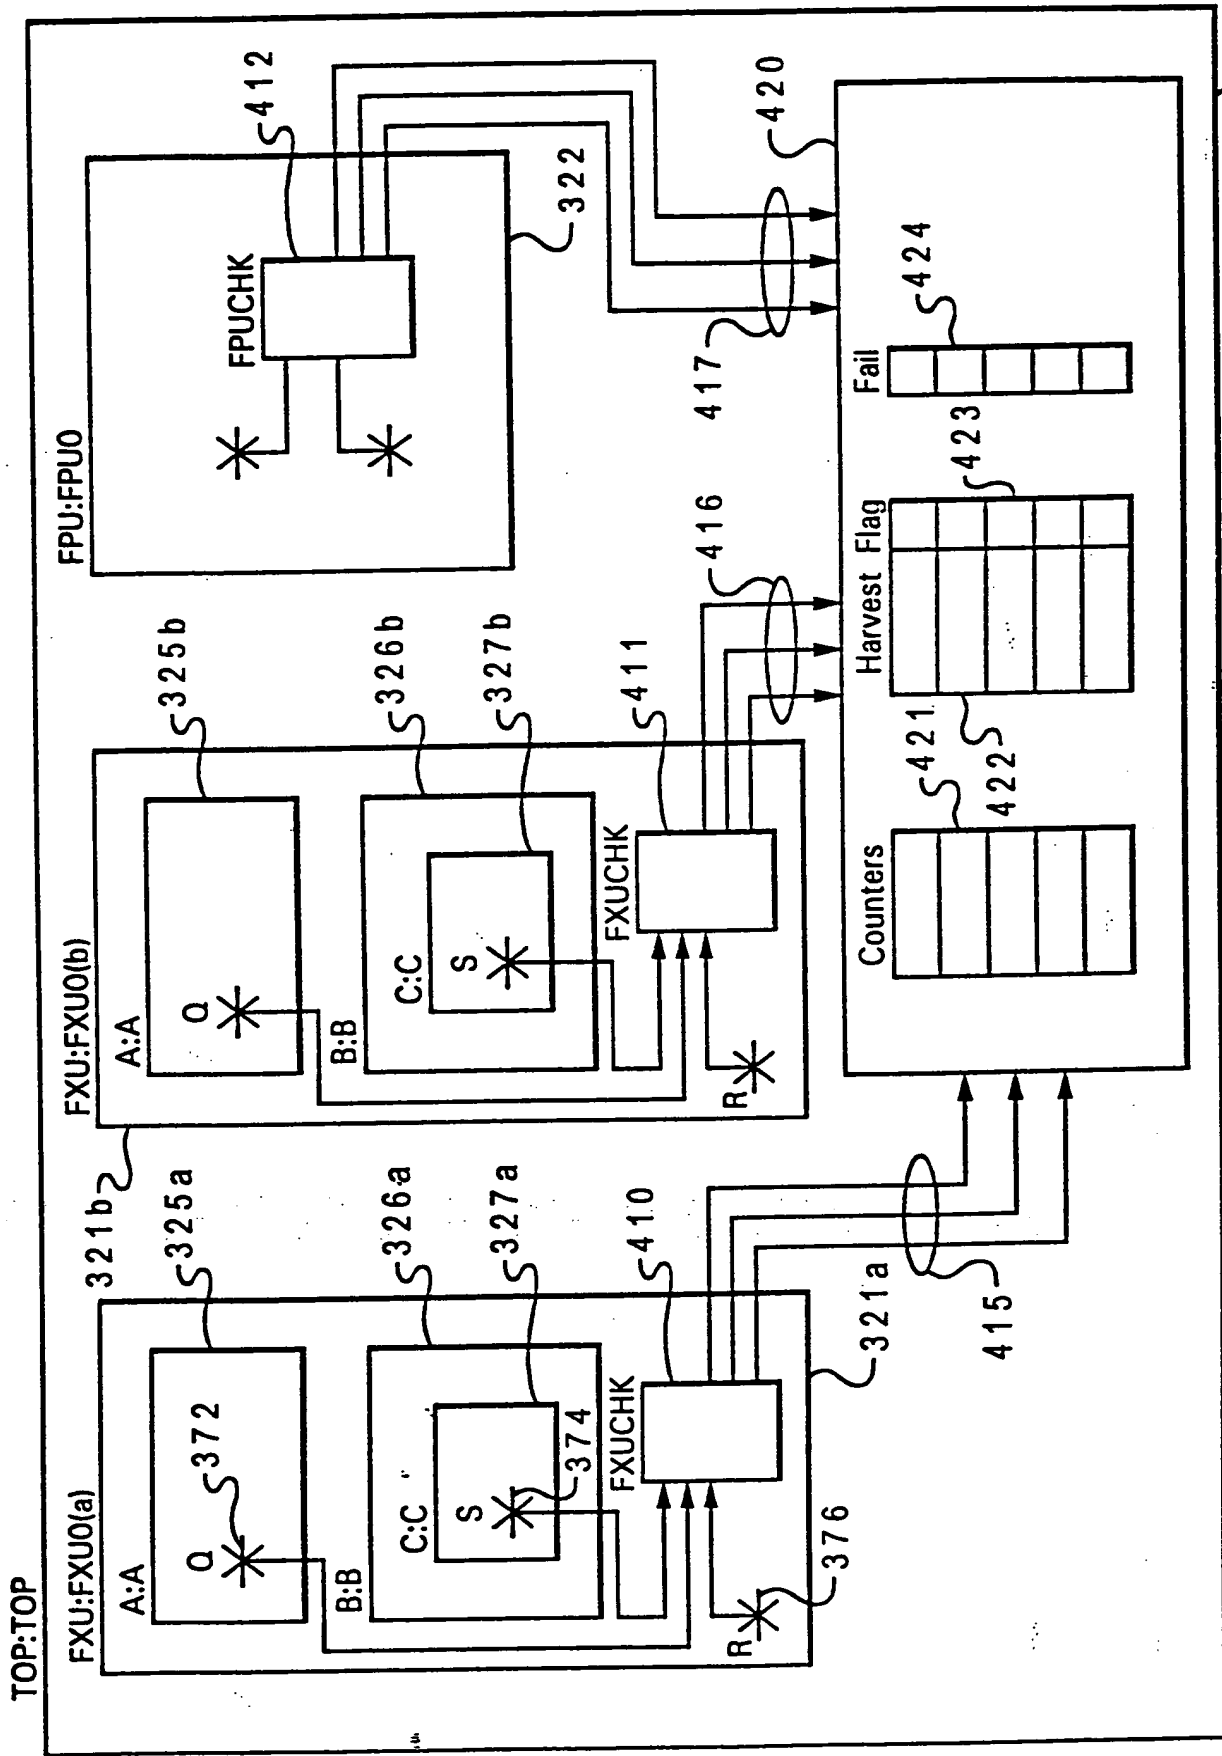 TOP:TOP
FXU:FXU0(a)
A:A
Q
372
325a
B:B
C:C
S
374
326a
327a
FXUCHK
410
R
376
321a
415
321b
FXU:FXU0(b)
A:A
Q
325b
B:B
C:C
S
326b
327b
FXUCHK
411
R
416
FPU:FPU0
FPUCHK
412
322
417
420
Counters
421
Harvest
422
Flag
423
Fail
424